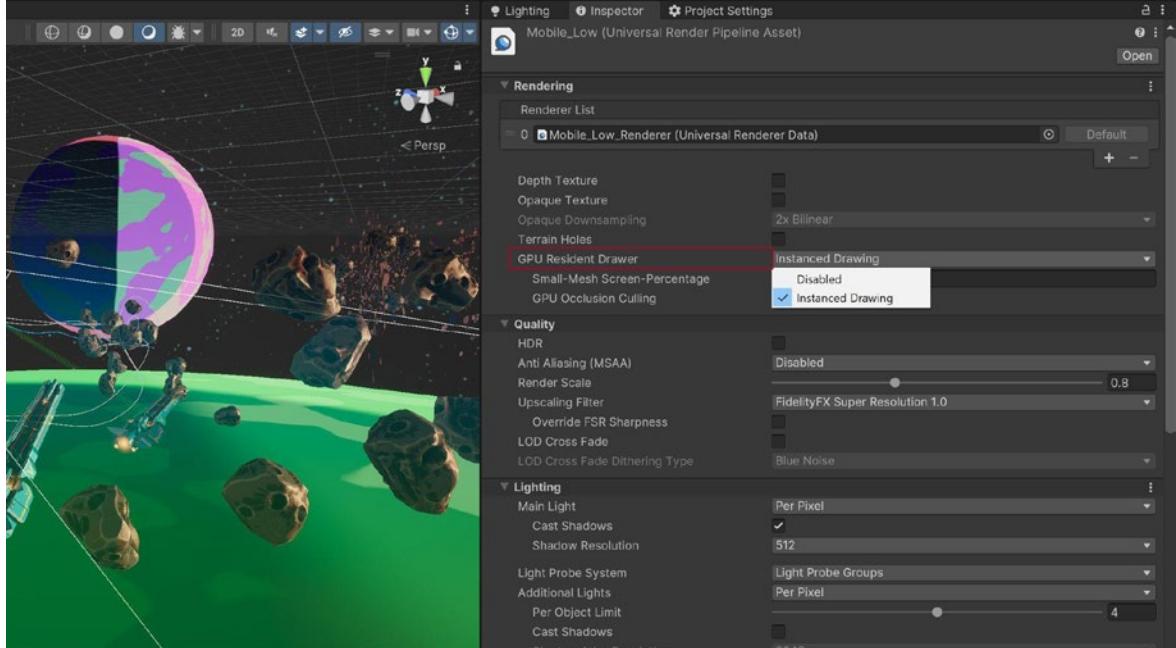 Lighting
Inspector
Project Settings
Mobile_Low (Universal Render Pipeline Asset)
Open
2D
y
z
x
Persp
Rendering
Renderer List
0 Mobile_Low_Renderer (Universal Renderer Data)
Default
+ -
Depth Texture
Opaque Texture
Opaque Downsampling 2x Bilinear
Terrain Holes
GPU Resident Drawer Instanced Drawing
Small-Mesh Screen-Percentage Disabled
GPU Occlusion Culling Instanced Drawing
Quality
HDR
Anti Aliasing (MSAA) Disabled
Render Scale 0.8
Upscaling Filter FidelityFX Super Resolution 1.0
Override FSR Sharpness
LOD Cross Fade
LOD Cross Fade Dithering Type Blue Noise
Lighting
Main Light Per Pixel
Cast Shadows
Shadow Resolution 512
Light Probe System Light Probe Groups
Additional Lights Per Pixel
Per Object Limit 4
Cast Shadows